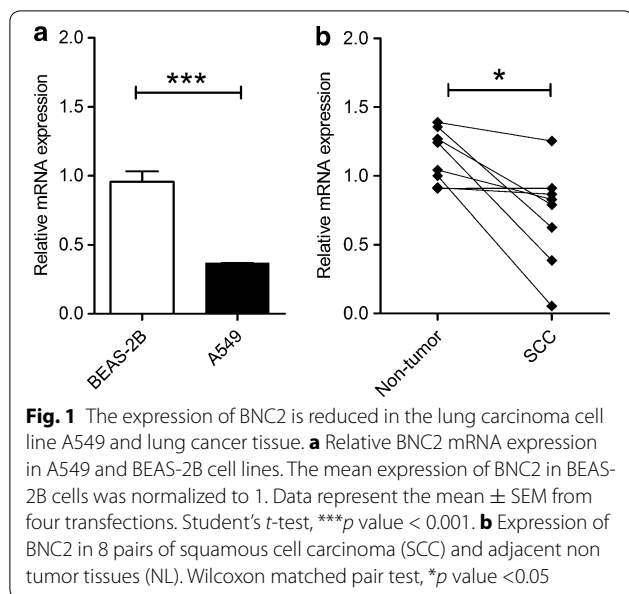 a
2.0
1.5
1.0
0.5
0.0
Relative mRNA expression
***
BEAS-2B
A549
b
2.0
1.5
1.0
0.5
0.0
Relative mRNA expression
*
Non-tumor
SCC
Fig. 1 The expression of BNC2 is reduced in the lung carcinoma cell
line A549 and lung cancer tissue. a Relative BNC2 mRNA expression
in A549 and BEAS-2B cell lines. The mean expression of BNC2 in BEAS-
2B cells was normalized to 1. Data represent the mean ± SEM from
four transfections. Student’s t-test, ***p value < 0.001. b Expression of
BNC2 in 8 pairs of squamous cell carcinoma (SCC) and adjacent non
tumor tissues (NL). Wilcoxon matched pair test, *p value <0.05